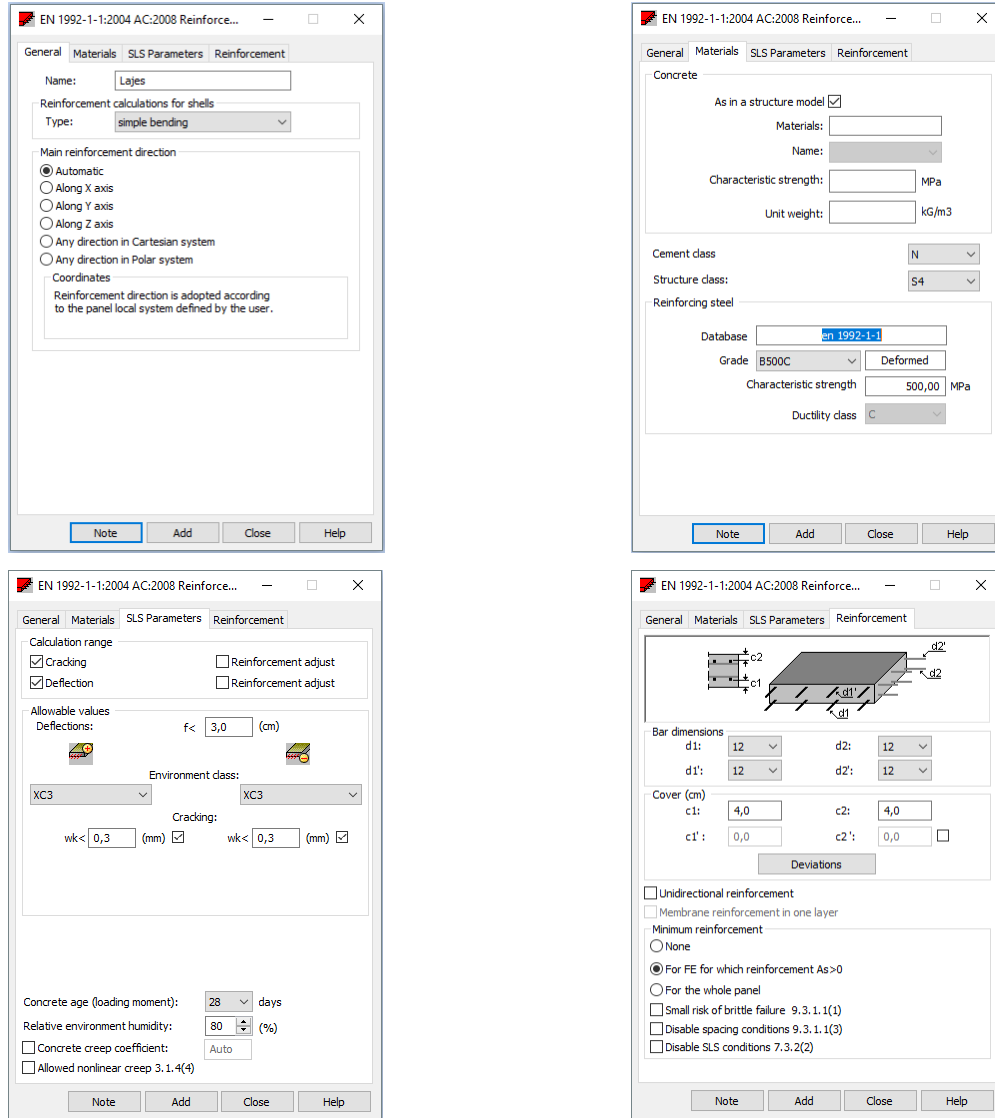 EN 1992-1-1:2004 AC:2008 Reinforce...
General Materials SLS Parameters Reinforcement
Name: Lajes
Reinforcement calculations for shells
Type: simple bending
Main reinforcement direction
Automatic
Along X axis
Along Y axis
Along Z axis
Any direction in Cartesian system
Any direction in Polar system
Coordinates
Reinforcement direction is adopted according
to the panel local system defined by the user.
Note Add Close Help
EN 1992-1-1:2004 AC:2008 Reinforce...
General Materials SLS Parameters Reinforcement
Concrete
As in a structure model
Materials:
Name:
Characteristic strength: MPa
Unit weight: kG/m3
Cement class N
Structure class: S4
Reinforcing steel
Database en 1992-1-1
Grade B500C Deformed
Characteristic strength 500,00 MPa
Ductility class C
Note Add Close Help
EN 1992-1-1:2004 AC:2008 Reinforce...
General Materials SLS Parameters Reinforcement
Calculation range
Cracking Reinforcement adjust
Deflection Reinforcement adjust
Allowable values
Deflections: f< 3,0 (cm)
Environment class:
XC3 XC3
Cracking:
wk< 0,3 (mm) wk< 0,3 (mm)
Concrete age (loading moment): 28 days
Relative environment humidity: 80 (%)
Concrete creep coefficient: Auto
Allowed nonlinear creep 3.1.4(4)
Note Add Close Help
EN 1992-1-1:2004 AC:2008 Reinforce...
General Materials SLS Parameters Reinforcement
d2'
c2
d2
c1
d1'
d1
Bar dimensions
d1: 12 d2: 12
d1': 12 d2': 12
Cover (cm)
c1: 4,0 c2: 4,0
c1': 0,0 c2': 0,0
Deviations
Unidirectional reinforcement
Membrane reinforcement in one layer
Minimum reinforcement
None
For FE for which reinforcement As>0
For the whole panel
Small risk of brittle failure 9.3.1.1(1)
Disable spacing conditions 9.3.1.1(3)
Disable SLS conditions 7.3.2(2)
Note Add Close Help